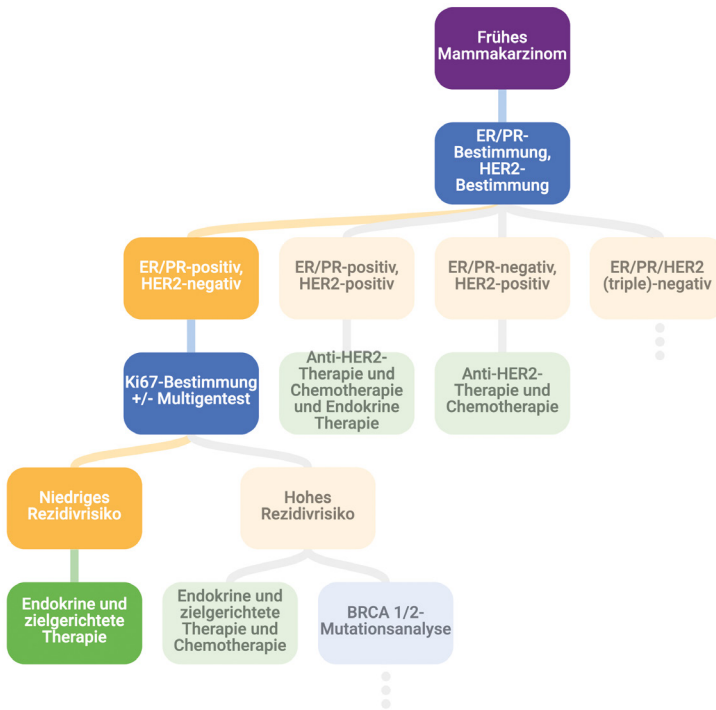 Frühes
Mammakarzinom
ER/PR-
Bestimmung,
HER2-
Bestimmung
ER/PR-positiv,
HER2-negativ
ER/PR-positiv,
HER2-positiv
ER/PR-negativ,
HER2-positiv
ER/PR/HER2
(triple)-negativ
Ki67-Bestimmung
+/- Multigentest
Anti-HER2-
Therapie und
Chemotherapie
und Endokrine
Therapie
Anti-HER2-
Therapie und
Chemotherapie
Niedriges
Rezidivrisiko
Hohes
Rezidivrisiko
Endokrine und
zielgerichtete
Therapie
Endokrine und
zielgerichtete
Therapie und
Chemotherapie
BRCA 1/2-
Mutationsanalyse